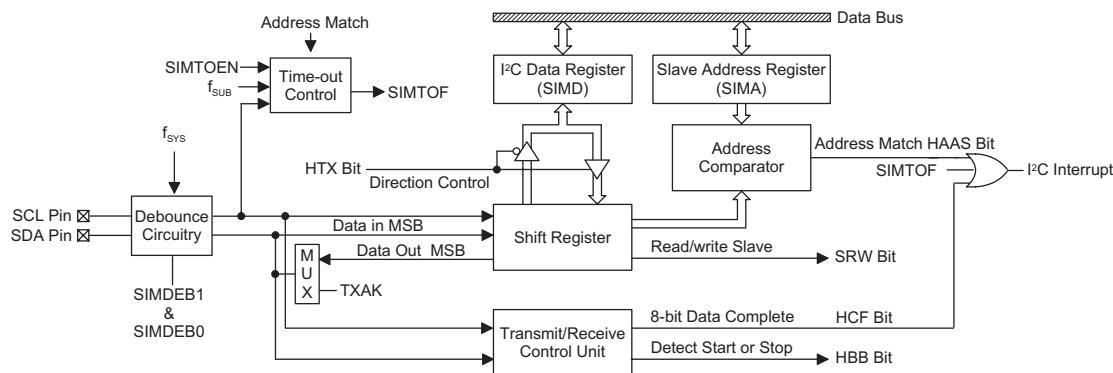 Data Bus
Address Match
SIMTOEN
fSUB
Time-out
Control
SIMTOF
I²C Data Register
(SIMD)
Slave Address Register
(SIMA)
fSYS
HTX Bit
Direction Control
Address
Comparator
Address Match HAAS Bit
SIMTOF
I²C Interrupt
SCL Pin
SDA Pin
Debounce
Circuitry
Data in MSB
Shift Register
Data Out MSB
M
U
X
TXAK
Read/write Slave
SRW Bit
SIMDEB1
&
SIMDEB0
Transmit/Receive
Control Unit
8-bit Data Complete
HCF Bit
Detect Start or Stop
HBB Bit